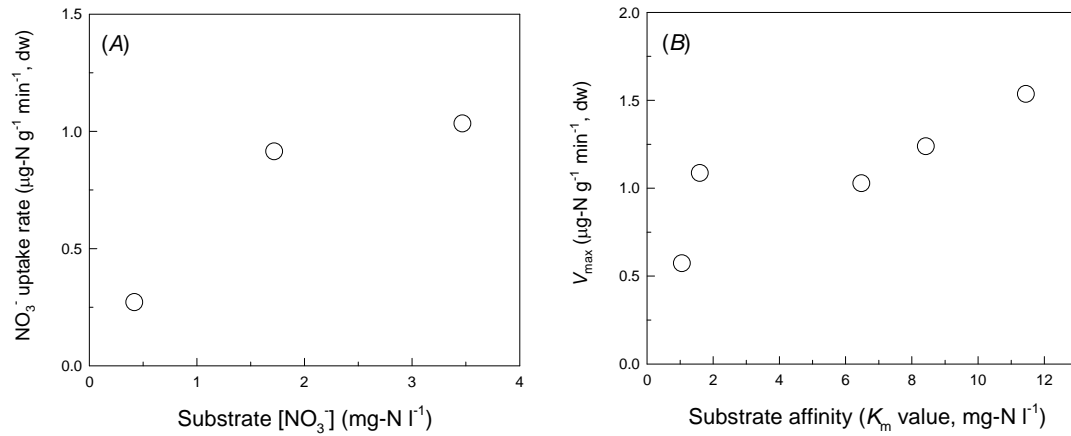 (A)
NO₃⁻ uptake rate (μg-N g⁻¹ min⁻¹, dw)
1.5
1.0
0.5
0.0
0 1 2 3 4
Substrate [NO₃⁻] (mg-N l⁻¹)
(B)
Vmax (μg-N g⁻¹ min⁻¹, dw)
2.0
1.5
1.0
0.5
0.0
0 2 4 6 8 10 12
Substrate affinity (Km value, mg-N l⁻¹)